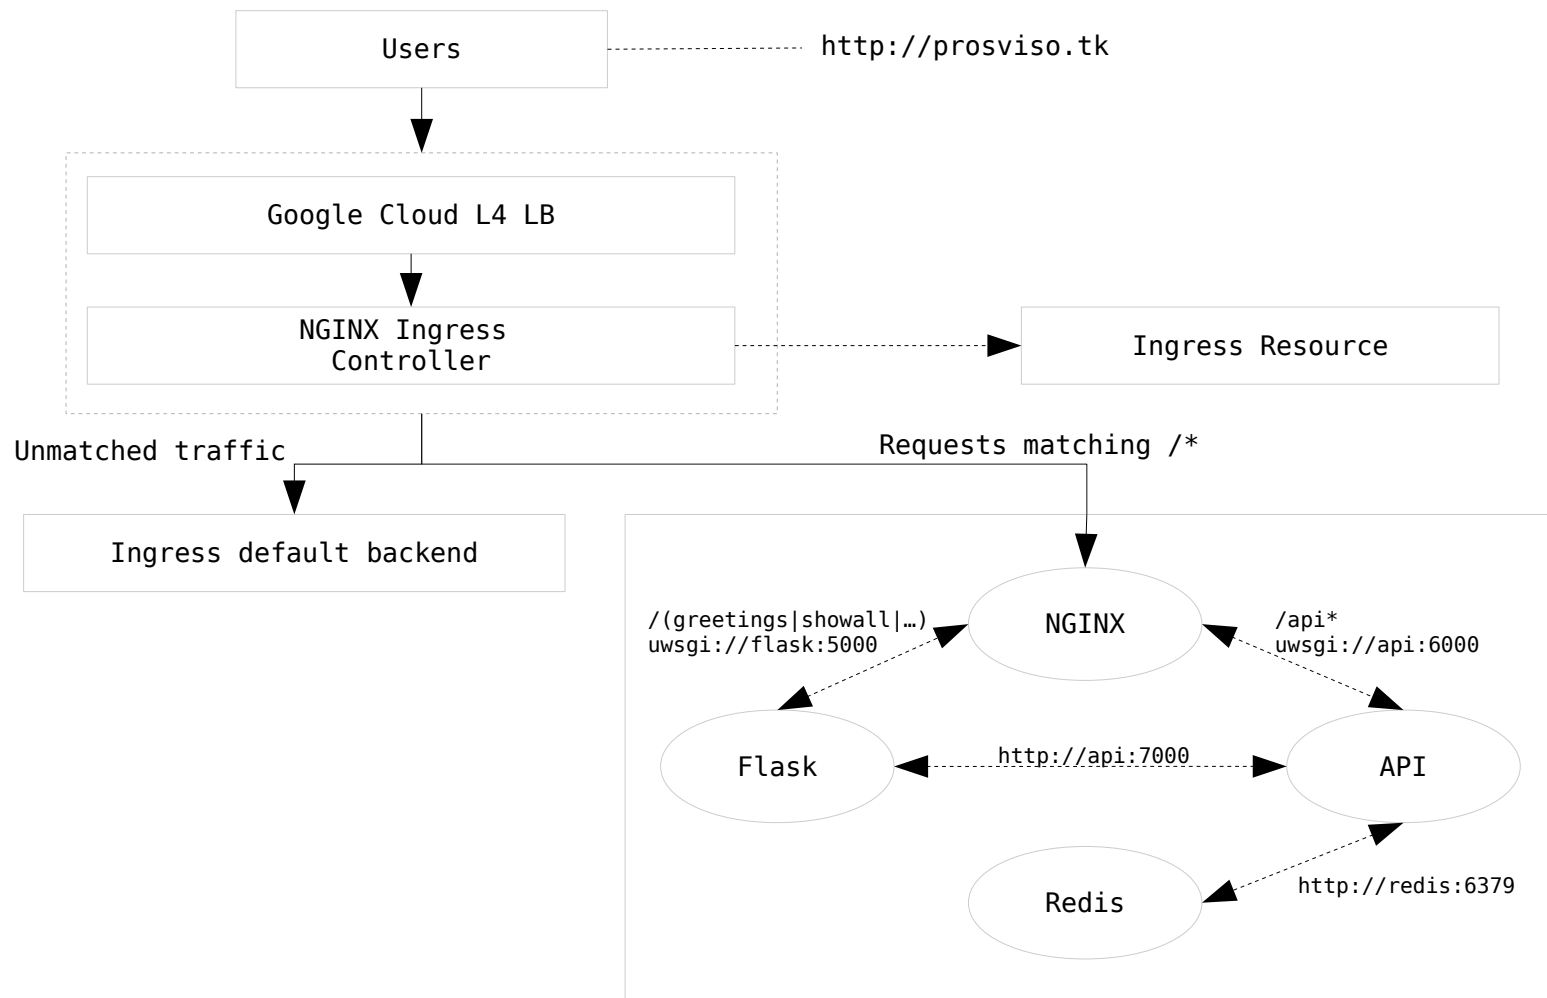 Users
http://prosviso.tk
Google Cloud L4 LB
NGINX Ingress
Controller
Ingress Resource
Unmatched traffic
Requests matching /*
Ingress default backend
NGINX
/(greetings|showall|…)
uwsgi://flask:5000
/api*
uwsgi://api:6000
Flask
http://api:7000
API
Redis
http://redis:6379